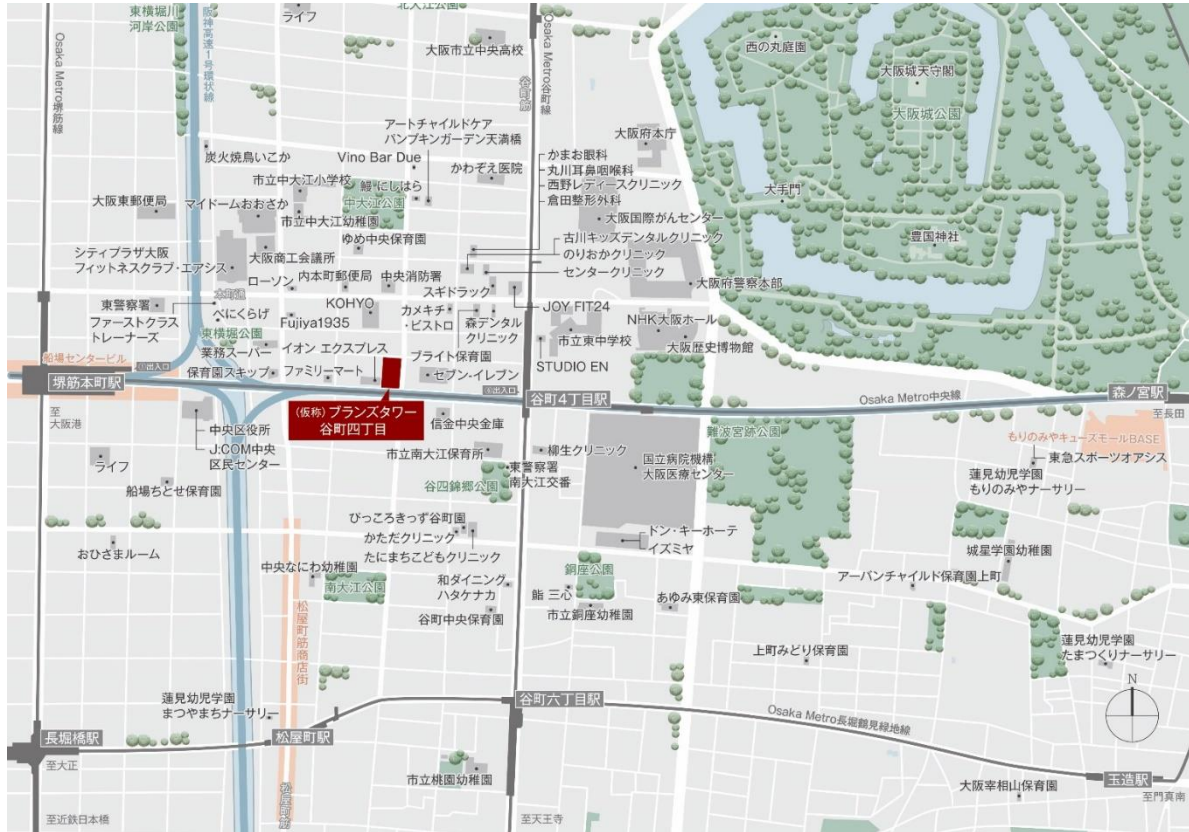 東横堀川
河岸公園
ライフ
北大江公園
大阪市立中央高校
阪神高速1号環状線
Osaka Metro堺筋線
谷町筋
Osaka Metro谷町線
西の丸庭園
大阪城天守閣
大阪城公園
アートチャイルドケア
パンプキンガーデン天満橋
大阪府本庁
炭火焼鳥いこか
Vino Bar Due
かわぞえ医院
かまお眼科
丸川耳鼻咽喉科
西野レディースクリニック
倉田整形外科
市立中大江小学校
鰻 にしはら
中大江公園
大手門
大阪東郵便局
マイドームおおさか
市立中大江幼稚園
大阪国際がんセンター
ゆめ中央保育園
古川キッズデンタルクリニック
のりおかクリニック
センタークリニック
豊国神社
シティプラザ大阪
フィットネスクラブ・エアシス
大阪商工会議所
ローソン
内本町郵便局
中央消防署
スギドラック
大阪府警察本部
本町通
東警察署
べにくらげ
KOHYO
カメキチ
・ビストロ
森デンタル
クリニック
JOY FIT24
NHK大阪ホール
ファーストクラス
トレーナーズ
Fujiya1935
市立東中学校
大阪歴史博物館
東横堀公園
業務スーパー
イオン エクスプレス
ブライト保育園
STUDIO EN
船場センタービル
保育園スキップ
ファミリーマート
セブン-イレブン
堺筋本町駅
出入口
出入口
谷町4丁目駅
Osaka Metro中央線
森ノ宮駅
至長田
至
大阪港
(仮称) ブランズタワー
谷町四丁目
中央区役所
J:COM中央
区民センター
信金中央金庫
難波宮跡公園
もりのみやキューズモールBASE
東急スポーツオアシス
ライフ
市立南大江保育所
柳生クリニック
国立病院機構
大阪医療センター
蓮見幼児学園
もりのみやナーサリー
船場ちとせ保育園
谷四錦郷公園
東警察署
南大江交番
ぴっころきっず谷町園
かただクリニック
たにまちこどもクリニック
ドン・キーホーテ
イズミヤ
城星学園幼稚園
おひさまルーム
中央なにわ幼稚園
南大江公園
和ダイニング
ハタケナカ
銅座公園
アーバンチャイルド保育園上町
鮨 三心
あゆみ東保育園
谷町中央保育園
市立銅座幼稚園
松屋町筋商店街
上町みどり保育園
蓮見幼児学園
たまつくりナーサリー
蓮見幼児学園
まつやまちナーサリー
谷町六丁目駅
N
Osaka Metro長堀鶴見緑地線
長堀橋駅
松屋町駅
至大正
市立桃園幼稚園
玉造駅
大阪宰相山保育園
至門真南
至近鉄日本橋
松屋町筋
至天王寺